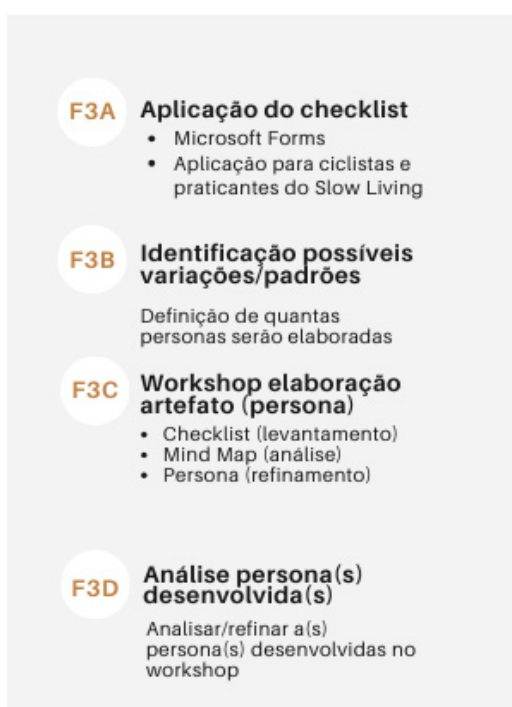 F3A
Aplicação do checklist
• Microsoft Forms
• Aplicação para ciclistas e
praticantes do Slow Living
F3B
Identificação possíveis
variações/padrões
Definição de quantas
personas serão elaboradas
F3C
Workshop elaboração
artefato (persona)
• Checklist (levantamento)
• Mind Map (análise)
• Persona (refinamento)
F3D
Análise persona(s)
desenvolvida(s)
Analisar/refinar a(s)
persona(s) desenvolvidas no
workshop